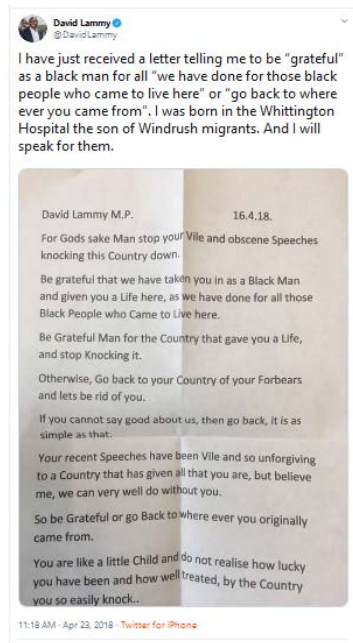 David Lammy
@DavidLammy
I have just received a letter telling me to be "grateful"
as a black man for all "we have done for those black
people who came to live here" or "go back to where
ever you came from". I was born in the Whittington
Hospital the son of Windrush migrants. And I will
speak for them.
David Lammy M.P. 16.4.18.
For Gods sake Man stop your Vile and obscene Speeches
knocking this Country down.
Be grateful that we have taken you in as a Black Man
and given you a Life here, as we have done for all those
Black People who Came to Live here.
Be Grateful Man for the Country that gave you a Life,
and stop Knocking it.
Otherwise, Go back to your Country of your Forbears
and lets be rid of you.
If you cannot say good about us, then go back, it is as
simple as that.
Your recent Speeches have been Vile and so unforgiving
to a Country that has given all that you are, but believe
me, we can very well do without you.
So be Grateful or go Back to where ever you originally
came from.
You are like a little Child and do not realise how lucky
you have been and how well treated, by the Country
you so easily knock..
11:18 AM - Apr 23, 2018 - Twitter for iPhone